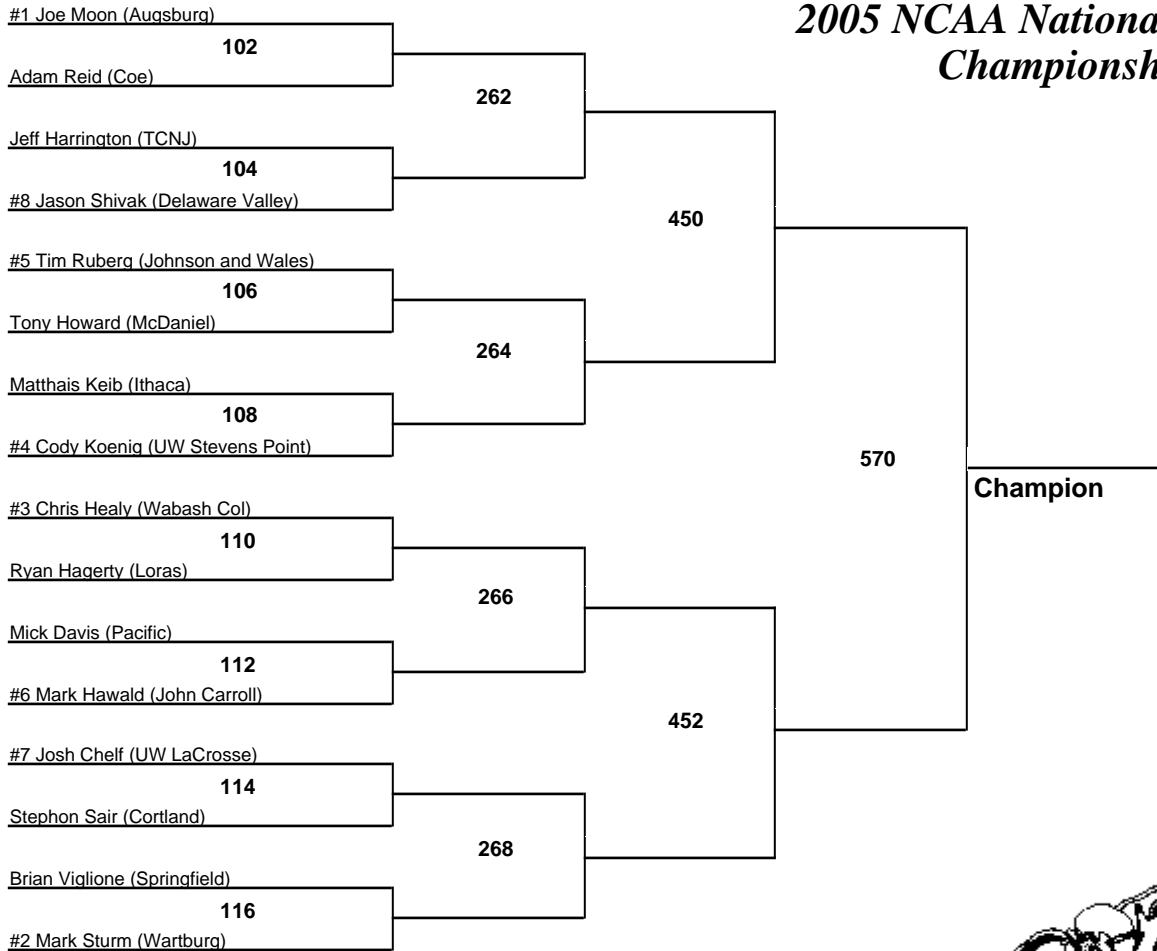 #1 Joe Moon (Augsburg)
2005 NCAA Nationa
Championsh
102
Adam Reid (Coe)
262
Jeff Harrington (TCNJ)
104
#8 Jason Shivak (Delaware Valley)
450
#5 Tim Ruberg (Johnson and Wales)
106
Tony Howard (McDaniel)
264
Matthais Keib (Ithaca)
108
#4 Cody Koenig (UW Stevens Point)
570
Champion
#3 Chris Healy (Wabash Col)
110
Ryan Hagerty (Loras)
266
Mick Davis (Pacific)
112
#6 Mark Hawald (John Carroll)
452
#7 Josh Chelf (UW LaCrosse)
114
Stephon Sair (Cortland)
268
Brian Viglione (Springfield)
116
#2 Mark Sturm (Wartburg)